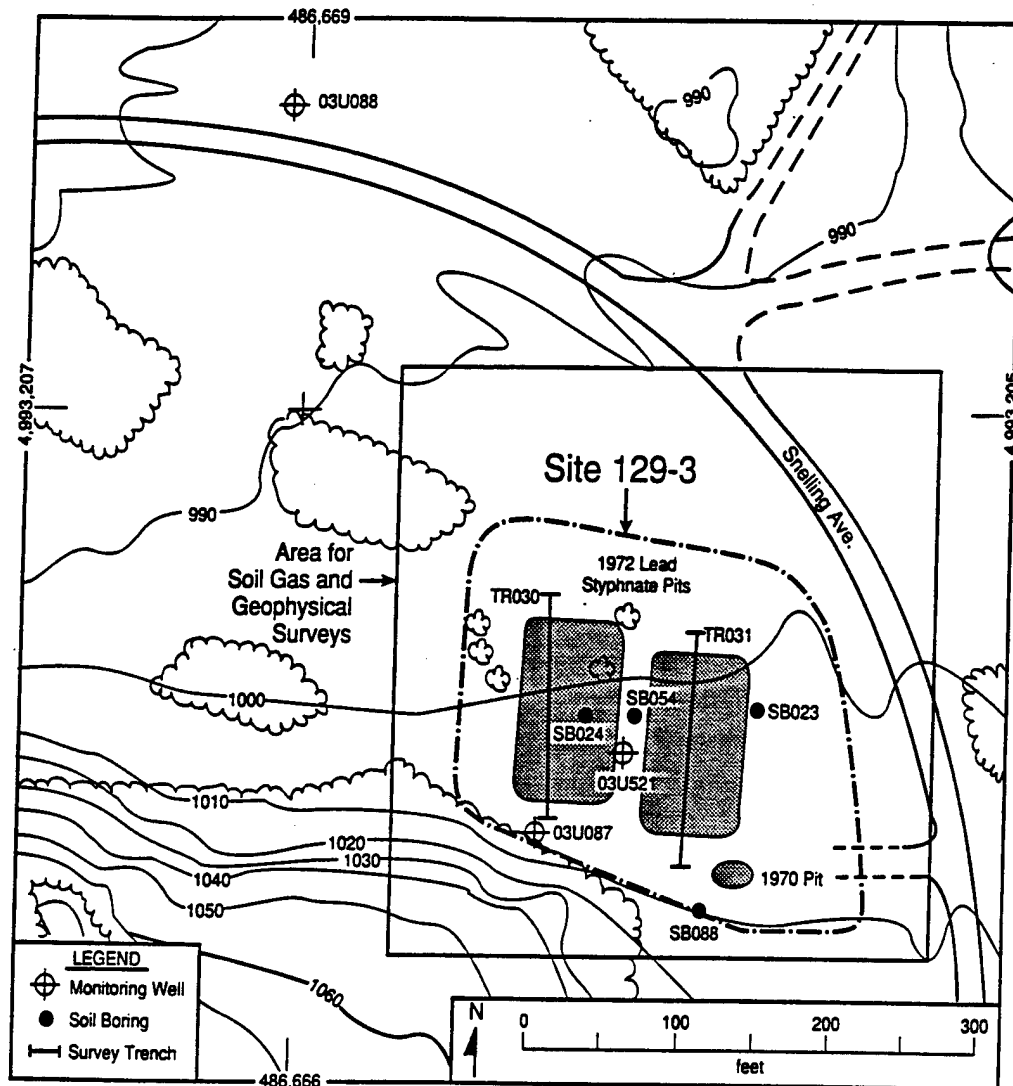 486,669
03U088
990
990
4,993,207
4,993,205
Snelling Ave.
Site 129-3
990
Area for
Soil Gas and
Geophysical
Surveys
1972 Lead
Styphnate Pits
TR030
TR031
1000
SB054
SB023
SB024
03U521
1010
03U087
1020
1030
1040
1970 Pit
1050
SB088
LEGEND
Monitoring Well
Soil Boring
Survey Trench
1060
N
0 100 200 300
feet
486,666